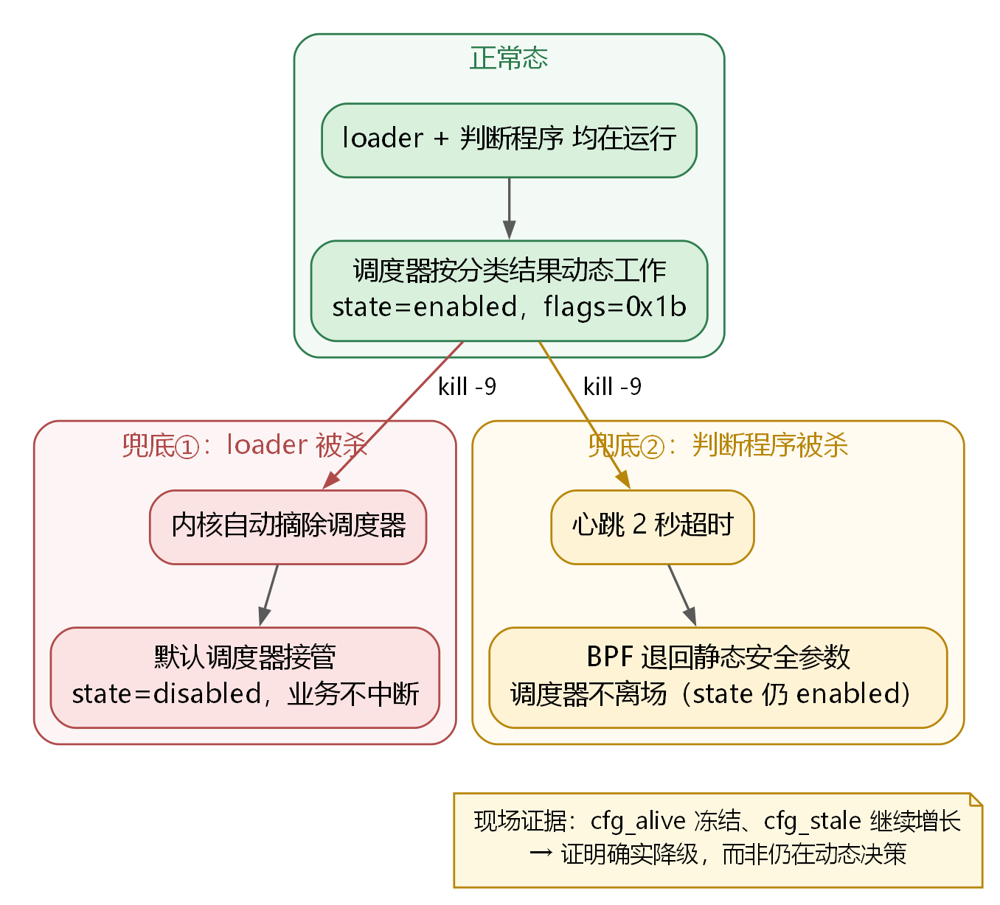 正常态
loader + 判断程序 均在运行
调度器按分类结果动态工作
state=enabled，flags=0x1b
kill -9
kill -9
兜底①：loader 被杀
内核自动摘除调度器
默认调度器接管
state=disabled，业务不中断
兜底②：判断程序被杀
心跳 2 秒超时
BPF 退回静态安全参数
调度器不离场（state 仍 enabled）
现场证据：cfg_alive 冻结、cfg_stale 继续增长
→ 证明确实降级，而非仍在动态决策